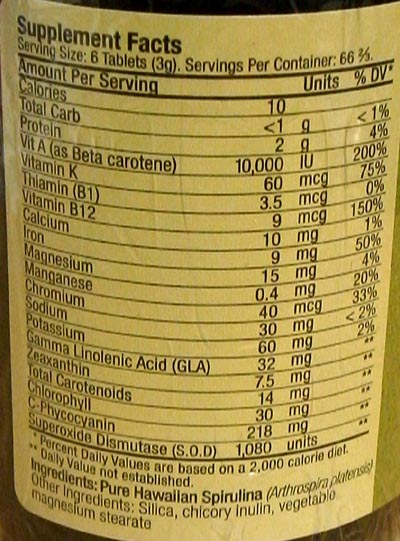 Supplement Facts
Serving Size: 6 Tablets (3g). Servings Per Container: 66 ⅔.
Amount Per Serving Units % DV*
Calories 10
Total Carb <1 g <1%
Protein 2 g 4%
Vit A (as Beta carotene) 10,000 IU 200%
Vitamin K 60 mcg 75%
Thiamin (B1) 3.5 mcg 0%
Vitamin B12 9 mcg 150%
Calcium 10 mg 1%
Iron 9 mg 50%
Magnesium 15 mg 4%
Manganese 0.4 mg 20%
Chromium 40 mcg 33%
Sodium 30 mg <2%
Potassium 60 mg 2%
Gamma Linolenic Acid (GLA) 32 mg **
Zeaxanthin 7.5 mg **
Total Carotenoids 14 mg **
Chlorophyll 30 mg **
C-Phycocyanin 218 mg **
Superoxide Dismutase (S.O.D) 1,080 units **
* Percent Daily Values are based on a 2,000 calorie diet.
** Daily Value not established.
Ingredients: Pure Hawaiian Spirulina (Arthrospira platensis)
Other Ingredients: Silica, chicory Inulin, vegetable
magnesium stearate